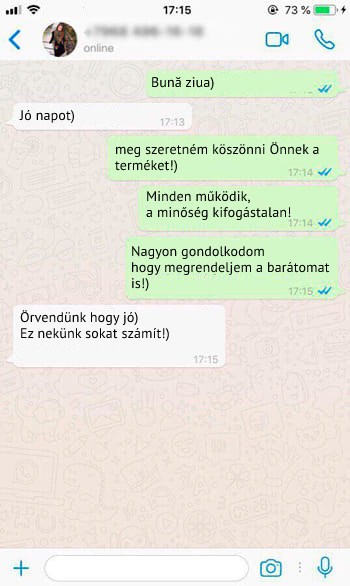 17:15
73 %
online
Bună ziua)
Jó napot)
17:13
meg szeretném köszönni Önnek a
terméket!)
17:14
Minden működik,
a minőség kifogástalan!
17:14
Nagyon gondolkodom
hogy megrendeljem a barátomat
is!)
17:15
Örvendünk hogy jó)
Ez nekünk sokat számít!)
17:15